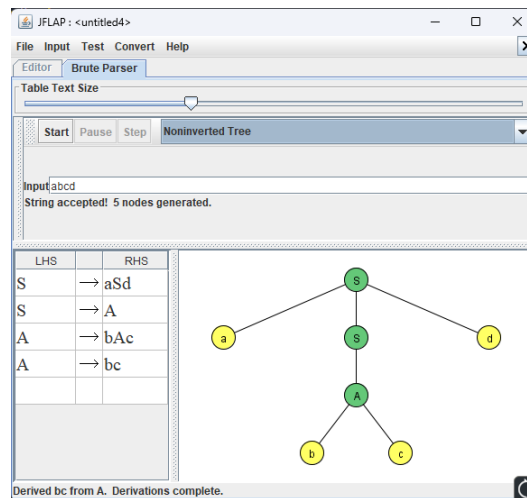 JFLAP : <untitled4>
File Input Test Convert Help
Editor Brute Parser
Table Text Size
Start Pause Step Noninverted Tree
Input abcd
String accepted! 5 nodes generated.
LHS RHS
S → aSd
S → A
A → bAc
A → bc
S
a S d
A
b c
Derived bc from A. Derivations complete.